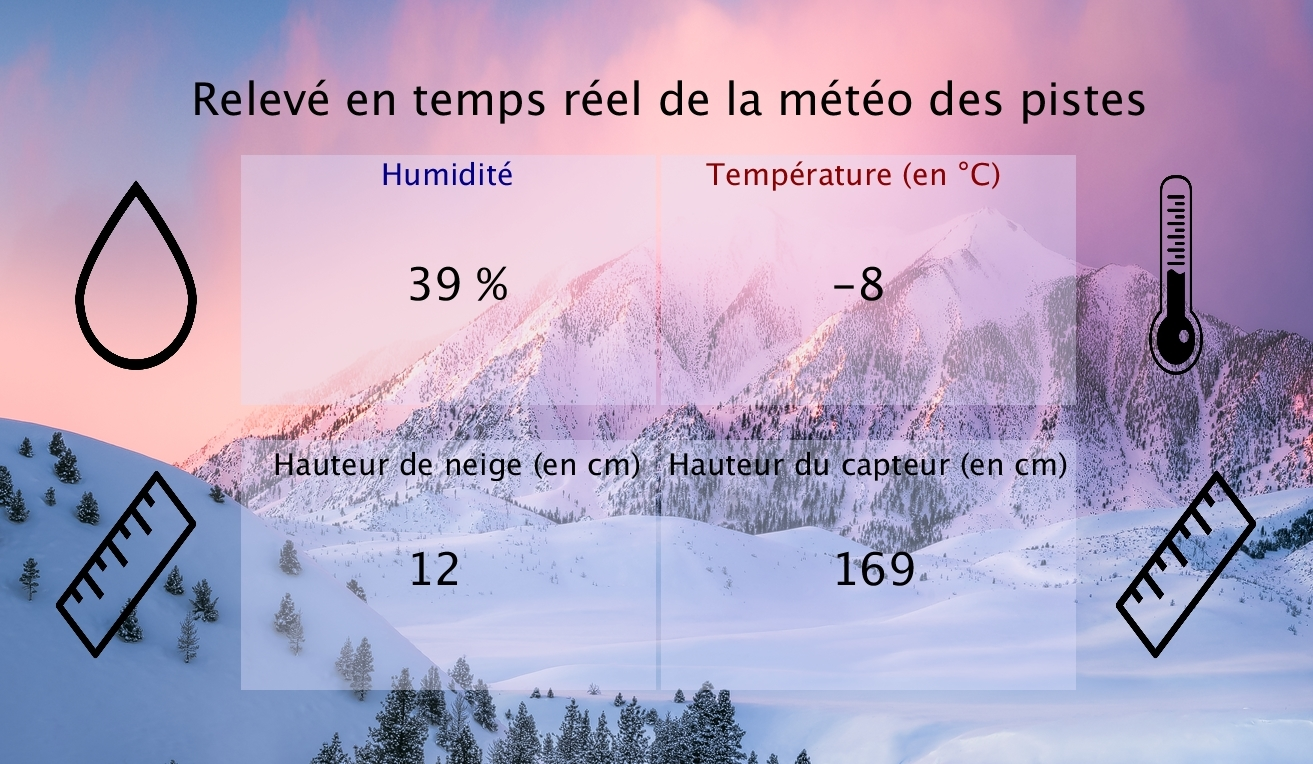 Relevé en temps réel de la météo des pistes
Humidité
Température (en °C)
39 %
-8
Hauteur de neige (en cm)
Hauteur du capteur (en cm)
12
169